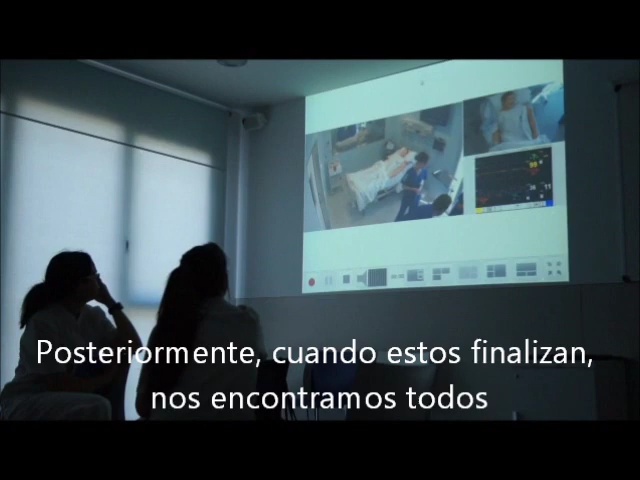 Posteriormente, cuando estos finalizan,
nos encontramos todos